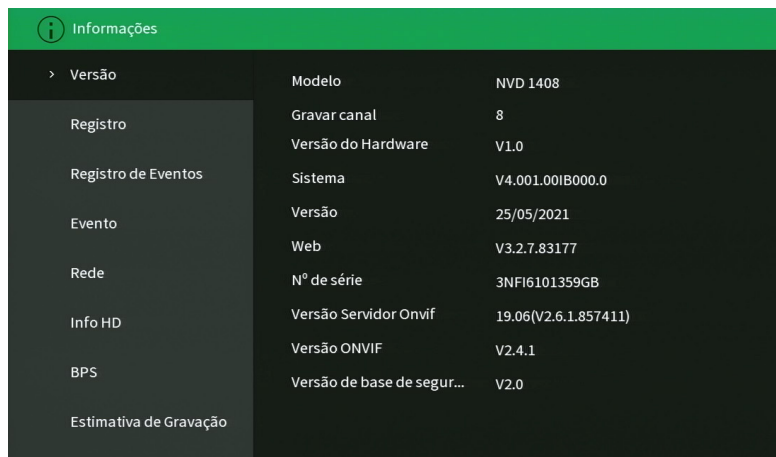 Informações
Versão
Registro
Registro de Eventos
Evento
Rede
Info HD
BPS
Estimativa de Gravação
Modelo NVD 1408
Gravar canal 8
Versão do Hardware V1.0
Sistema V4.001.00IB000.0
Versão 25/05/2021
Web V3.2.7.83177
Nº de série 3NFI6101359GB
Versão Servidor Onvif 19.06(V2.6.1.857411)
Versão ONVIF V2.4.1
Versão de base de segur... V2.0